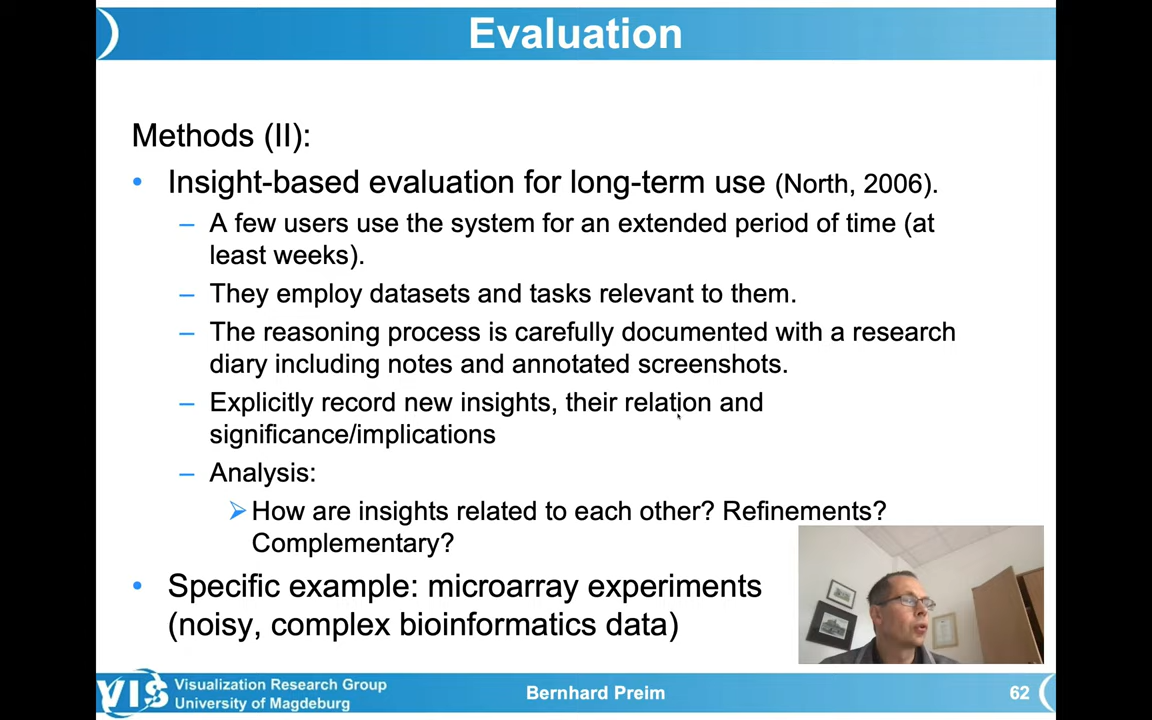 Evaluation
Methods (II):
• Insight-based evaluation for long-term use (North, 2006).
– A few users use the system for an extended period of time (at
least weeks).
– They employ datasets and tasks relevant to them.
– The reasoning process is carefully documented with a research
diary including notes and annotated screenshots.
– Explicitly record new insights, their relation and
significance/implications
– Analysis:
➢ How are insights related to each other? Refinements?
Complementary?
• Specific example: microarray experiments
(noisy, complex bioinformatics data)
VIS
Visualization Research Group
University of Magdeburg
Bernhard Preim
62